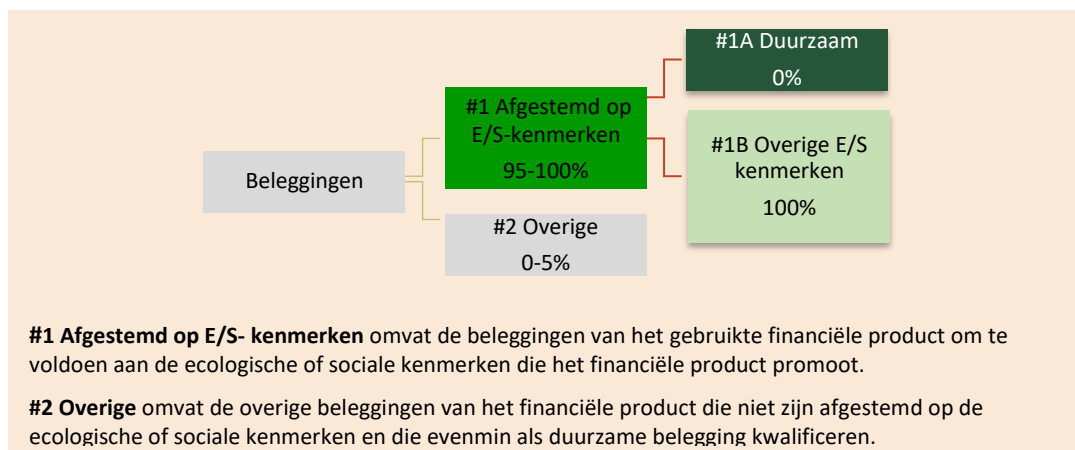 #1A Duurzaam
0%
#1 Afgestemd op
E/S-kenmerken
95-100%
#1B Overige E/S
kenmerken
100%
Beleggingen
#2 Overige
0-5%
#1 Afgestemd op E/S- kenmerken omvat de beleggingen van het gebruikte financiële product om te
voldoen aan de ecologische of sociale kenmerken die het financiële product promoot.
#2 Overige omvat de overige beleggingen van het financiële product die niet zijn afgestemd op de
ecologische of sociale kenmerken en die evenmin als duurzame belegging kwalificeren.